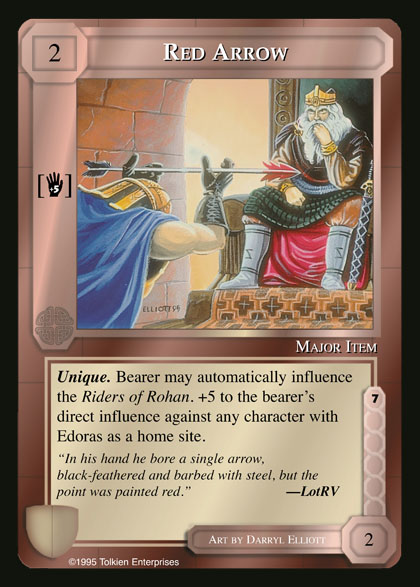 2
RED ARROW
[+5]
ELLIOTT95
MAJOR ITEM
Unique. Bearer may automatically influence
the Riders of Rohan. +5 to the bearer's
direct influence against any character with
Edoras as a home site.
7
“In his hand he bore a single arrow,
black-feathered and barbed with steel, but the
point was painted red.” —LotRV
ART BY DARRYL ELLIOTT
2
©1995 Tolkien Enterprises